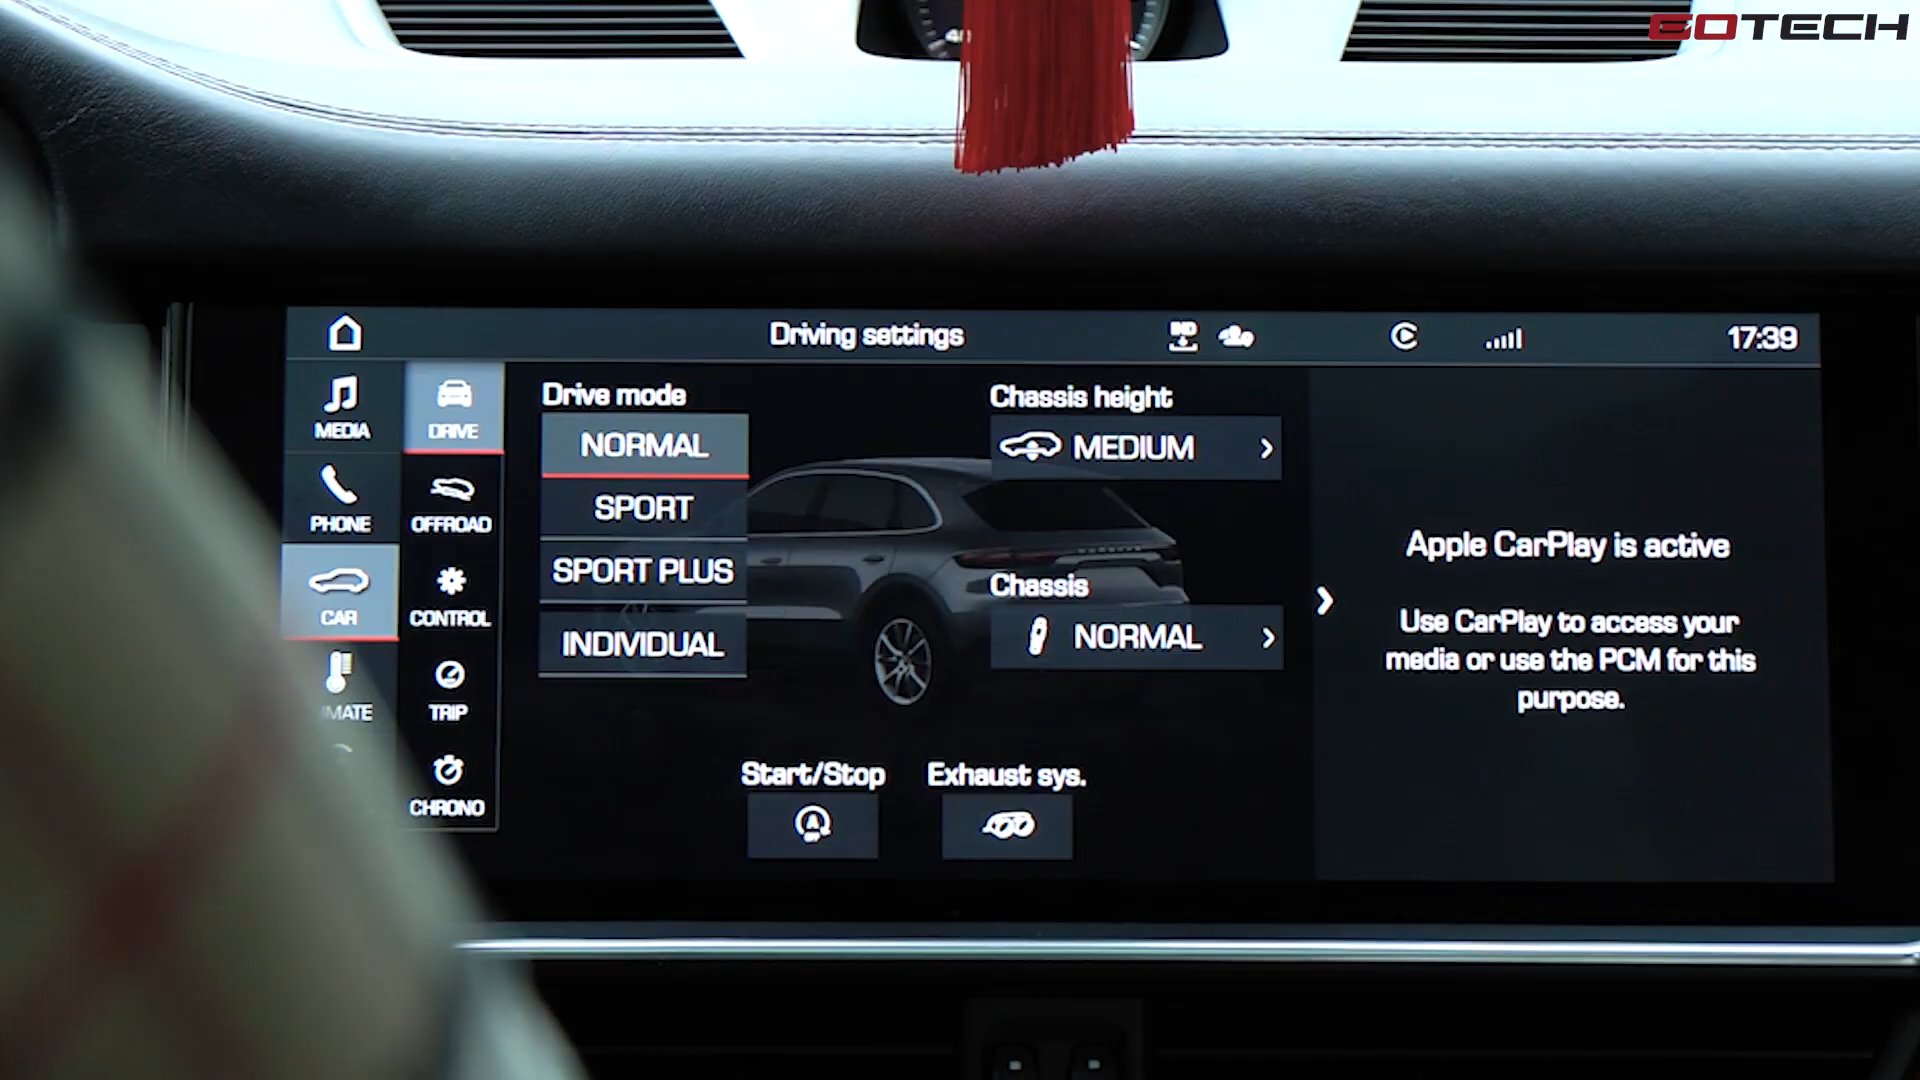 GOTECH
Driving settings
IND
17:39
MEDIA
PHONE
CAR
DRIVE
OFFROAD
CONTROL
TRIP
CHRONO
Drive mode
NORMAL
SPORT
SPORT PLUS
INDIVIDUAL
Chassis height
MEDIUM
Chassis
NORMAL
Start/Stop
A
OFF
Exhaust sys.
Apple CarPlay is active
Use CarPlay to access your
media or use the PCM for this
purpose.